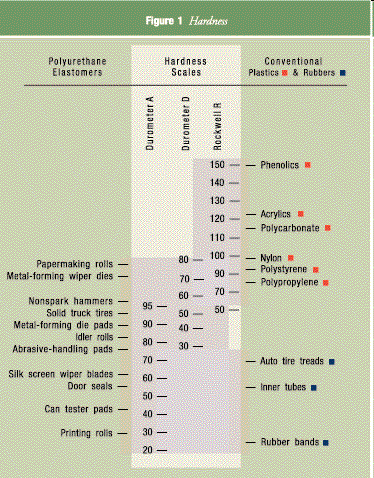 Figure 1 Hardness
Polyurethane Elastomers
Hardness Scales
Conventional Plastics & Rubbers
Durometer A
Durometer D
Rockwell R
150
Phenolics
140
130
120
Acrylics
Polycarbonate
110
100
Nylon
90
Polystyrene
70
Polypropylene
50
80
70
60
50
40
30
95
90
80
70
60
50
40
30
20
Papermaking rolls
Metal-forming wiper dies
Nonspark hammers
Solid truck tires
Metal-forming die pads
Idler rolls
Abrasive-handling pads
Silk screen wiper blades
Door seals
Can tester pads
Printing rolls
Auto tire treads
Inner tubes
Rubber bands